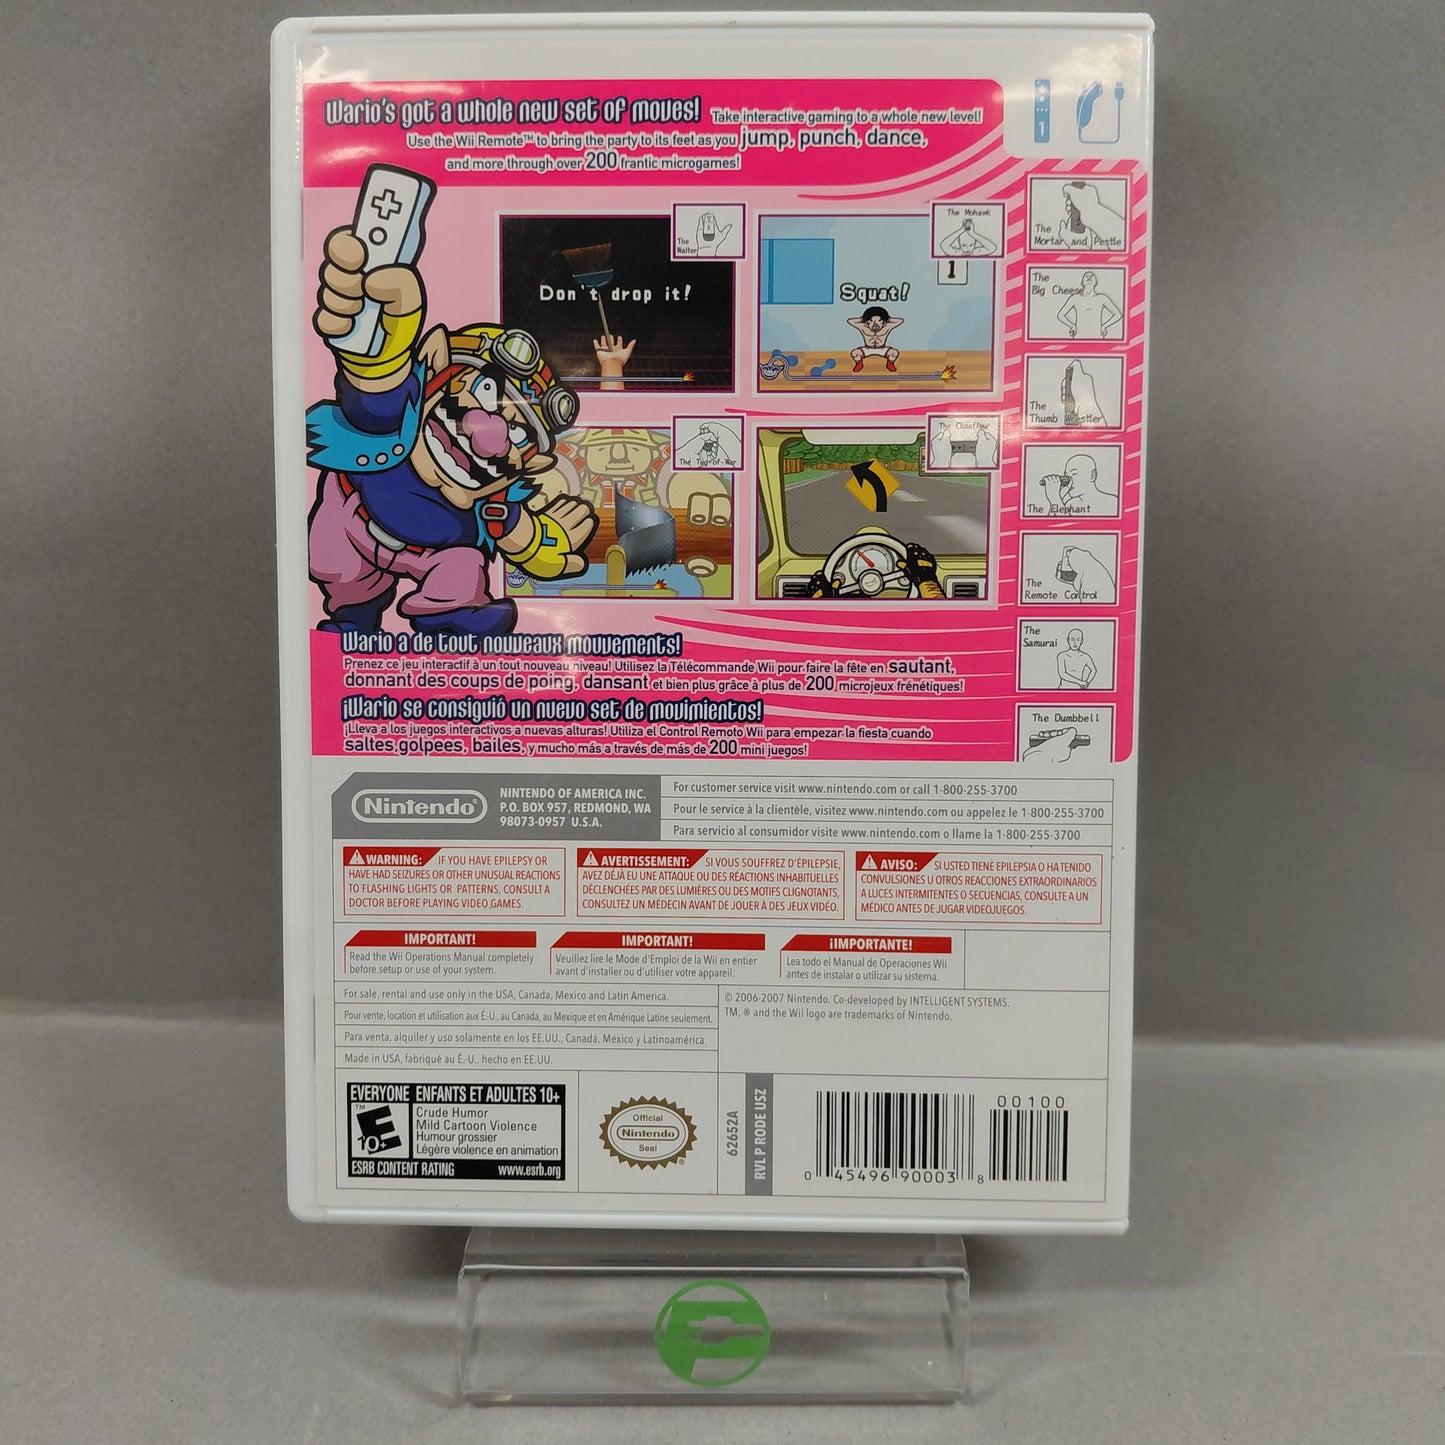 Wario's got a whole new set of moves! Take interactive gaming to a whole new level!
Use the Wii Remote™ to bring the party to its feet as you jump, punch, dance,
and more through over 200 frantic microgames!
1
The Waiter
Don't drop it!
The Mohawk
1
Squat!
The Tug-of-War
The Chauffeur
The
Mortar and Pestle
The
Big Cheese
The
Thumb Wrestler
The Elephant
The
Remote Control
The
Samurai
The Dumbbell
Wario a de tout nouveaux mouvements!
Prenez ce jeu interactif à un tout nouveau niveau! Utilisez la Télécommande Wii pour faire la fête en sautant,
donnant des coups de poing, dansant et bien plus grâce à plus de 200 microjeux frénétiques!
¡Wario se consiguió un nuevo set de movimientos!
¡Lleva a los juegos interactivos a nuevas alturas! Utiliza el Control Remoto Wii para empezar la fiesta cuando
saltes, golpees, bailes, y mucho más a través de más de 200 mini juegos!
Nintendo®
NINTENDO OF AMERICA INC.
P.O. BOX 957, REDMOND, WA
98073-0957 U.S.A.
For customer service visit www.nintendo.com or call 1-800-255-3700
Pour le service à la clientèle, visitez www.nintendo.com ou appelez le 1-800-255-3700
Para servicio al consumidor visite www.nintendo.com o llame la 1-800-255-3700
WARNING: IF YOU HAVE EPILEPSY OR
HAVE HAD SEIZURES OR OTHER UNUSUAL REACTIONS
TO FLASHING LIGHTS OR PATTERNS, CONSULT A
DOCTOR BEFORE PLAYING VIDEO GAMES.
AVERTISSEMENT: SI VOUS SOUFFREZ D'ÉPILEPSIE,
AVEZ DÉJÀ EU UNE ATTAQUE OU DES RÉACTIONS INHABITUELLES
DÉCLENCHÉES PAR DES LUMIÈRES OU DES MOTIFS CLIGNOTANTS,
CONSULTEZ UN MÉDECIN AVANT DE JOUER À DES JEUX VIDÉO.
AVISO: SI USTED TIENE EPILEPSIA O HA TENIDO
CONVULSIONES U OTROS REACCIONES EXTRAORDINARIOS
A LUCES INTERMITENTES O SECUENCIAS, CONSULTE A UN
MÉDICO ANTES DE JUGAR VIDEOJUEGOS.
IMPORTANT!
Read the Wii Operations Manual completely
before setup or use of your system.
IMPORTANT!
Veuillez lire le Mode d'Emploi de la Wii en entier
avant d'installer ou d'utiliser votre appareil.
¡IMPORTANTE!
Lea todo el Manual de Operaciones Wii
antes de instalar o utilizar su sistema.
For sale, rental and use only in the USA, Canada, Mexico and Latin America.
Pour vente, location et utilisation aux É.-U., au Canada, au Mexique et en Amérique Latine seulement.
Para venta, alquiler y uso solamente en los EE.UU., Canadá, México y Latinoamérica.
Made in USA, fabriqué au É.-U., hecho en EE.UU.
© 2006-2007 Nintendo. Co-developed by INTELLIGENT SYSTEMS.
TM, ® and the Wii logo are trademarks of Nintendo.
EVERYONE ENFANTS ET ADULTES 10+
™
E
10+
Crude Humor
Mild Cartoon Violence
Humour grossier
Légère violence en animation
ESRB CONTENT RATING www.esrb.org
Official
Nintendo
Seal
®
62652A
RVL P RODE USZ
00100
0 45496 90003 8